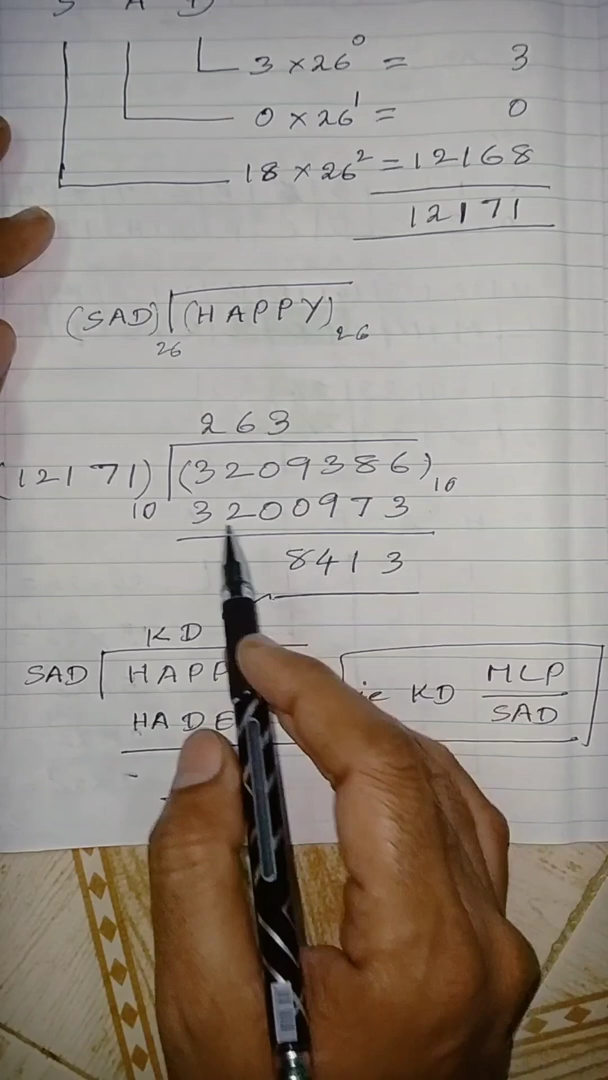 S A D
3 × 26⁰ = 3
0 × 26¹ = 0
18 × 26² = 12168
12171
(SAD)₂₆ (HAPPY)₂₆
263
(12171)₁₀ (3209386)₁₀
3200973
8413
KD
SAD HAPP
HADE
ie KD MLP
SAD